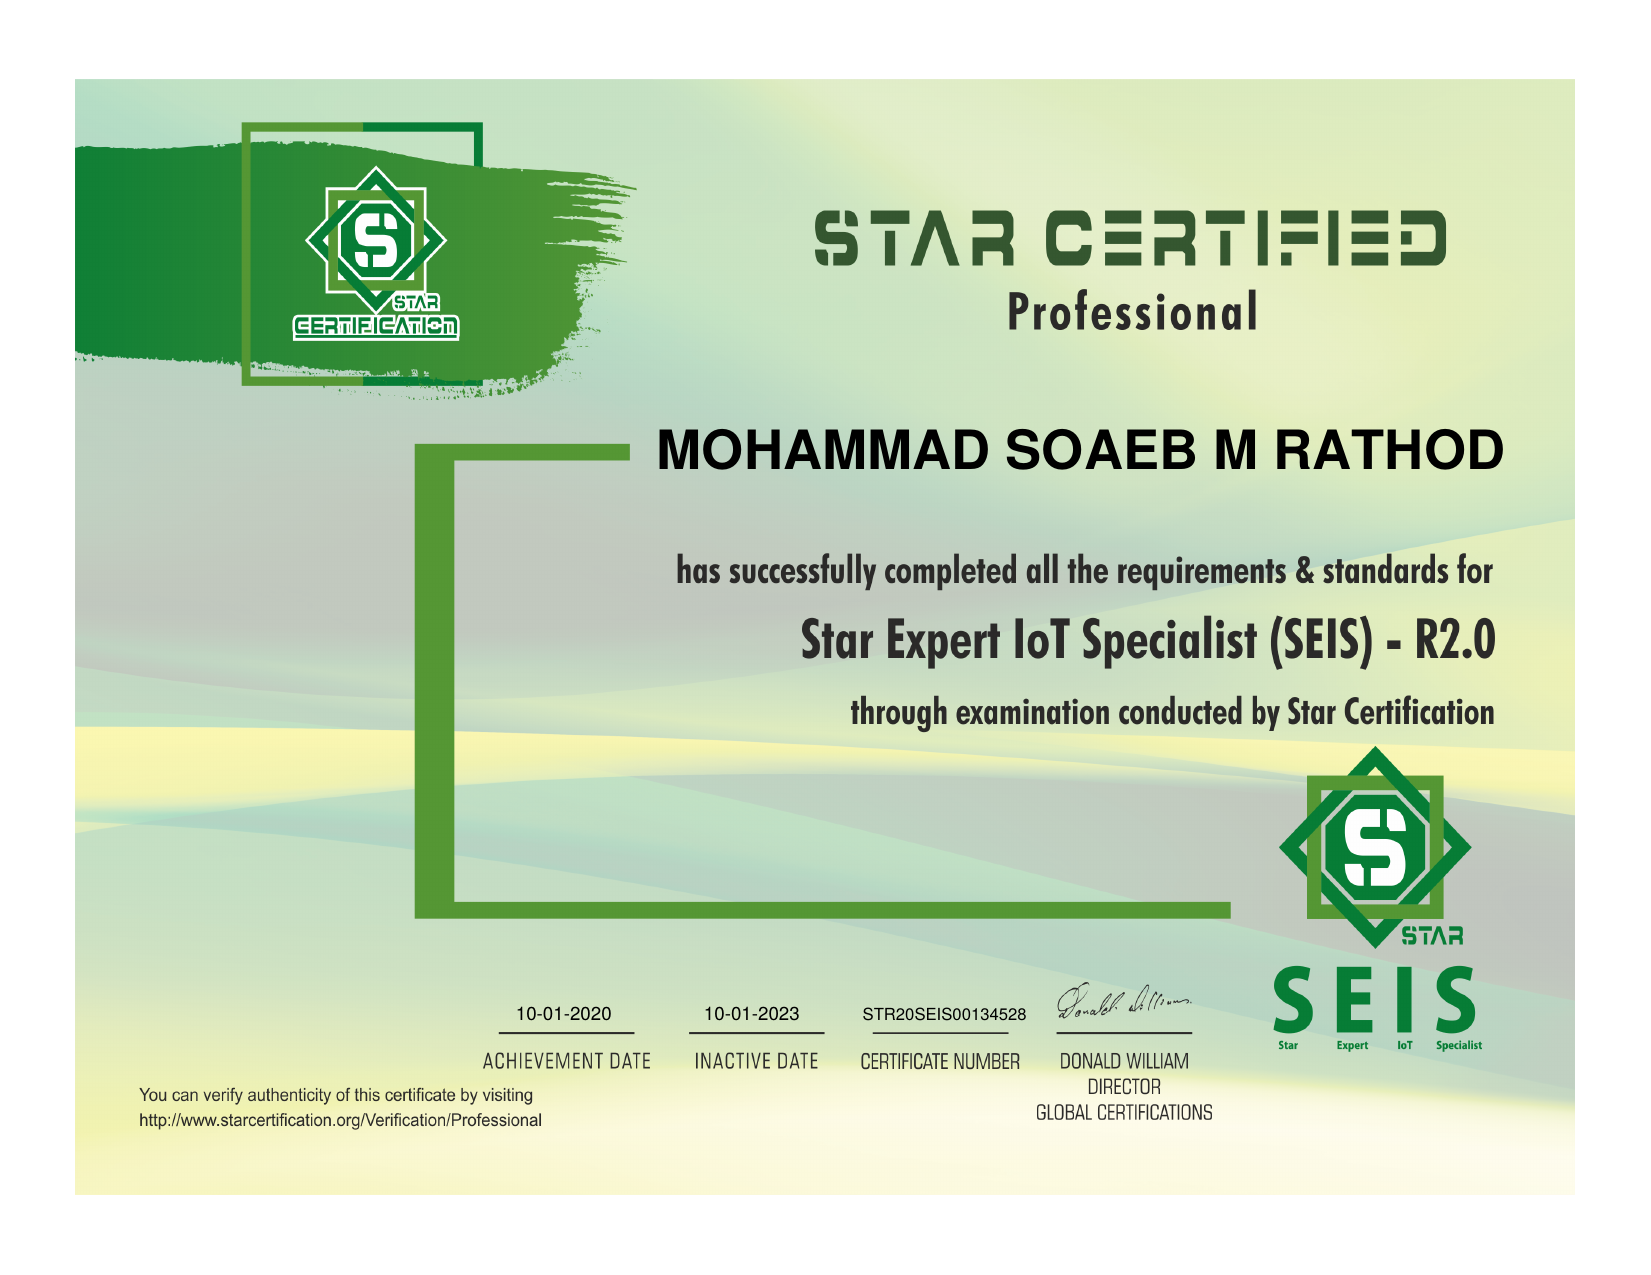 S
STAR
CERTIFICATION
STAR CERTIFIED
Professional
MOHAMMAD SOAEB M RATHOD
has successfully completed all the requirements & standards for
Star Expert IoT Specialist (SEIS) - R2.0
through examination conducted by Star Certification
S
STAR
SEIS
Star Expert IoT Specialist
10-01-2020
ACHIEVEMENT DATE
10-01-2023
INACTIVE DATE
STR20SEIS00134528
CERTIFICATE NUMBER
Donald Williams
DONALD WILLIAM
DIRECTOR
GLOBAL CERTIFICATIONS
You can verify authenticity of this certificate by visiting
http://www.starcertification.org/Verification/Professional